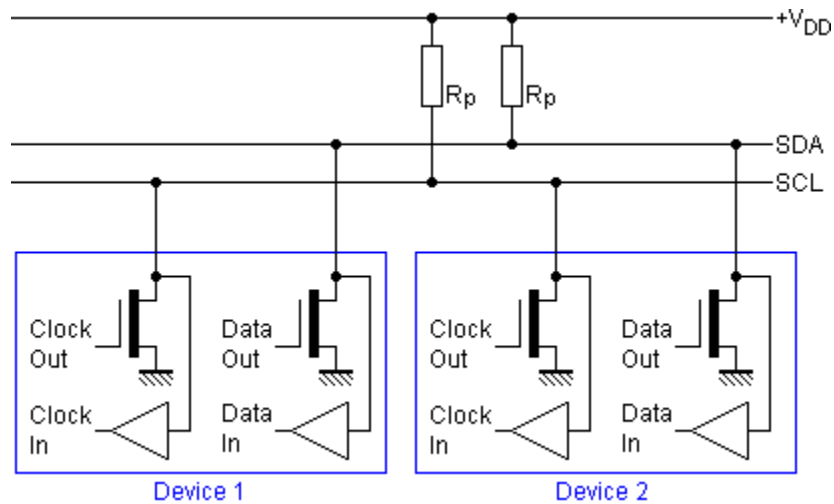 +VDD
Rp
Rp
SDA
SCL
Clock
Out
Data
Out
Clock
In
Data
In
Clock
Out
Data
Out
Clock
In
Data
In
Device 1
Device 2